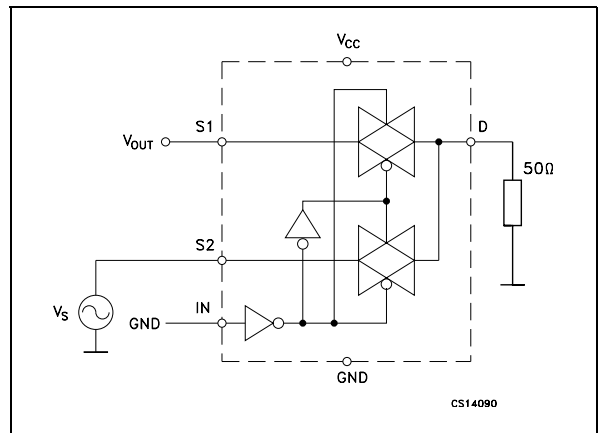 VCC
S1
D
VOUT
50Ω
S2
VS
IN
GND
GND
CS14090